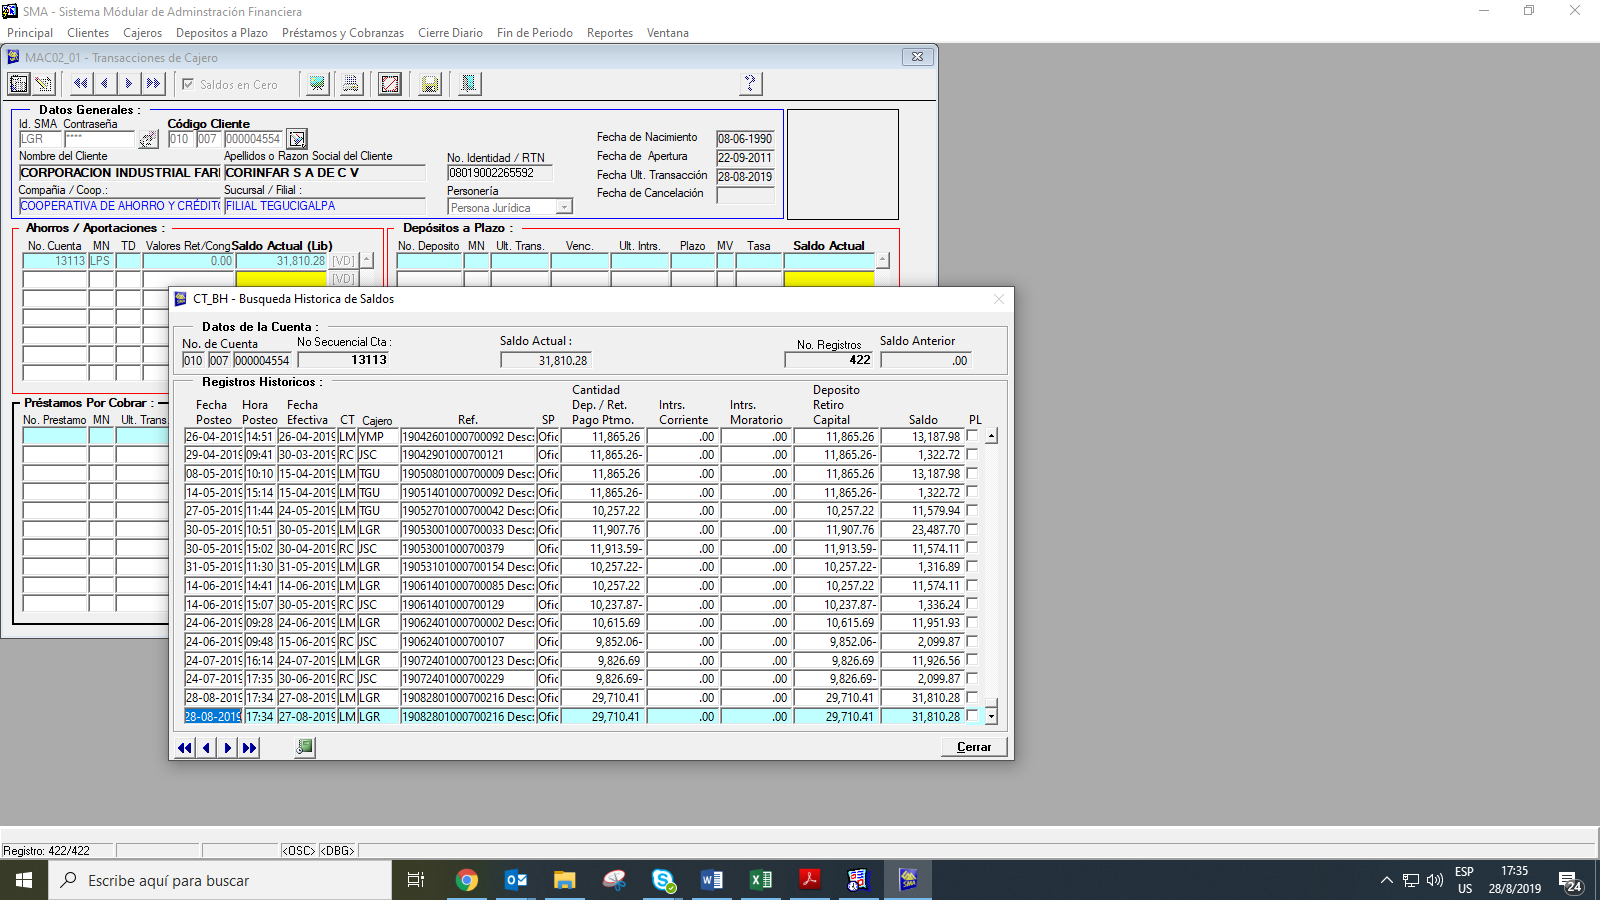 SMA - Sistema Módular de Adminstración Financiera
Principal Clientes Cajeros Depositos a Plazo Préstamos y Cobranzas Cierre Diario Fin de Periodo Reportes Ventana
MAC02_01 - Transacciones de Cajero
Saldos en Cero
Datos Generales :
Id. SMA Contraseña Código Cliente
LGR **** 010 007 000004554
Nombre del Cliente Apellidos o Razon Social del Cliente
CORPORACION INDUSTRIAL FARI CORINFAR S A DE C V
Compañia / Coop.: Sucursal / Filial :
COOPERATIVA DE AHORRO Y CRÉDITO FILIAL TEGUCIGALPA
No. Identidad / RTN
08019002265592
Personería
Persona Jurídica
Fecha de Nacimiento 08-06-1990
Fecha de Apertura 22-09-2011
Fecha Ult. Transacción 28-08-2019
Fecha de Cancelación
Ahorros / Aportaciones :
No. Cuenta MN TD Valores Ret/Cong Saldo Actual (Lib)
13113 LPS 0.00 31,810.28 [VD]
[VD]
Depósitos a Plazo :
No. Deposito MN Ult. Trans. Venc. Ult. Intrs. Plazo MV Tasa Saldo Actual
Préstamos Por Cobrar :
No. Prestamo MN Ult. Trans.
CT_BH - Busqueda Historica de Saldos
Datos de la Cuenta :
No. de Cuenta No Secuencial Cta : Saldo Actual : No. Registros Saldo Anterior
010 007 000004554 13113 31,810.28 422 .00
Registros Historicos :
Fecha Posteo Hora Posteo Fecha Efectiva CT Cajero Ref. SP Cantidad Dep. / Ret. Pago Ptmo. Intrs. Corriente Intrs. Moratorio Deposito Retiro Capital Saldo PL
26-04-2019 14:51 26-04-2019 LM YMP 19042601000700092 Desc: Ofic 11,865.26 .00 .00 11,865.26 13,187.98
29-04-2019 09:41 30-03-2019 RC JSC 19042901000700121 Ofic 11,865.26- .00 .00 11,865.26- 1,322.72
08-05-2019 10:10 15-04-2019 LM TGU 19050801000700009 Desc: Ofic 11,865.26 .00 .00 11,865.26 13,187.98
14-05-2019 15:14 15-04-2019 LM TGU 19051401000700092 Desc: Ofic 11,865.26- .00 .00 11,865.26- 1,322.72
27-05-2019 11:44 24-05-2019 LM TGU 19052701000700042 Desc: Ofic 10,257.22 .00 .00 10,257.22 11,579.94
30-05-2019 10:51 30-05-2019 LM LGR 19053001000700033 Desc: Ofic 11,907.76 .00 .00 11,907.76 23,487.70
30-05-2019 15:02 30-04-2019 RC JSC 19053001000700379 Ofic 11,913.59- .00 .00 11,913.59- 11,574.11
31-05-2019 11:30 31-05-2019 LM LGR 19053101000700154 Desc: Ofic 10,257.22- .00 .00 10,257.22- 1,316.89
14-06-2019 14:41 14-06-2019 LM LGR 19061401000700085 Desc: Ofic 10,257.22 .00 .00 10,257.22 11,574.11
14-06-2019 15:07 30-05-2019 RC JSC 19061401000700129 Ofic 10,237.87- .00 .00 10,237.87- 1,336.24
24-06-2019 09:28 24-06-2019 LM LGR 19062401000700002 Desc: Ofic 10,615.69 .00 .00 10,615.69 11,951.93
24-06-2019 09:48 15-06-2019 RC JSC 19062401000700107 Ofic 9,852.06- .00 .00 9,852.06- 2,099.87
24-07-2019 16:14 24-07-2019 LM LGR 19072401000700123 Desc: Ofic 9,826.69 .00 .00 9,826.69 11,926.56
24-07-2019 17:35 30-06-2019 RC JSC 19072401000700229 Ofic 9,826.69- .00 .00 9,826.69- 2,099.87
28-08-2019 17:34 27-08-2019 LM LGR 19082801000700216 Desc: Ofic 29,710.41 .00 .00 29,710.41 31,810.28
28-08-2019 17:34 27-08-2019 LM LGR 19082801000700216 Desc: Ofic 29,710.41 .00 .00 29,710.41 31,810.28
Cerrar
Registro: 422/422 <OSC> <DBG>
Escribe aquí para buscar
ESP
US
17:35
28/8/2019
24